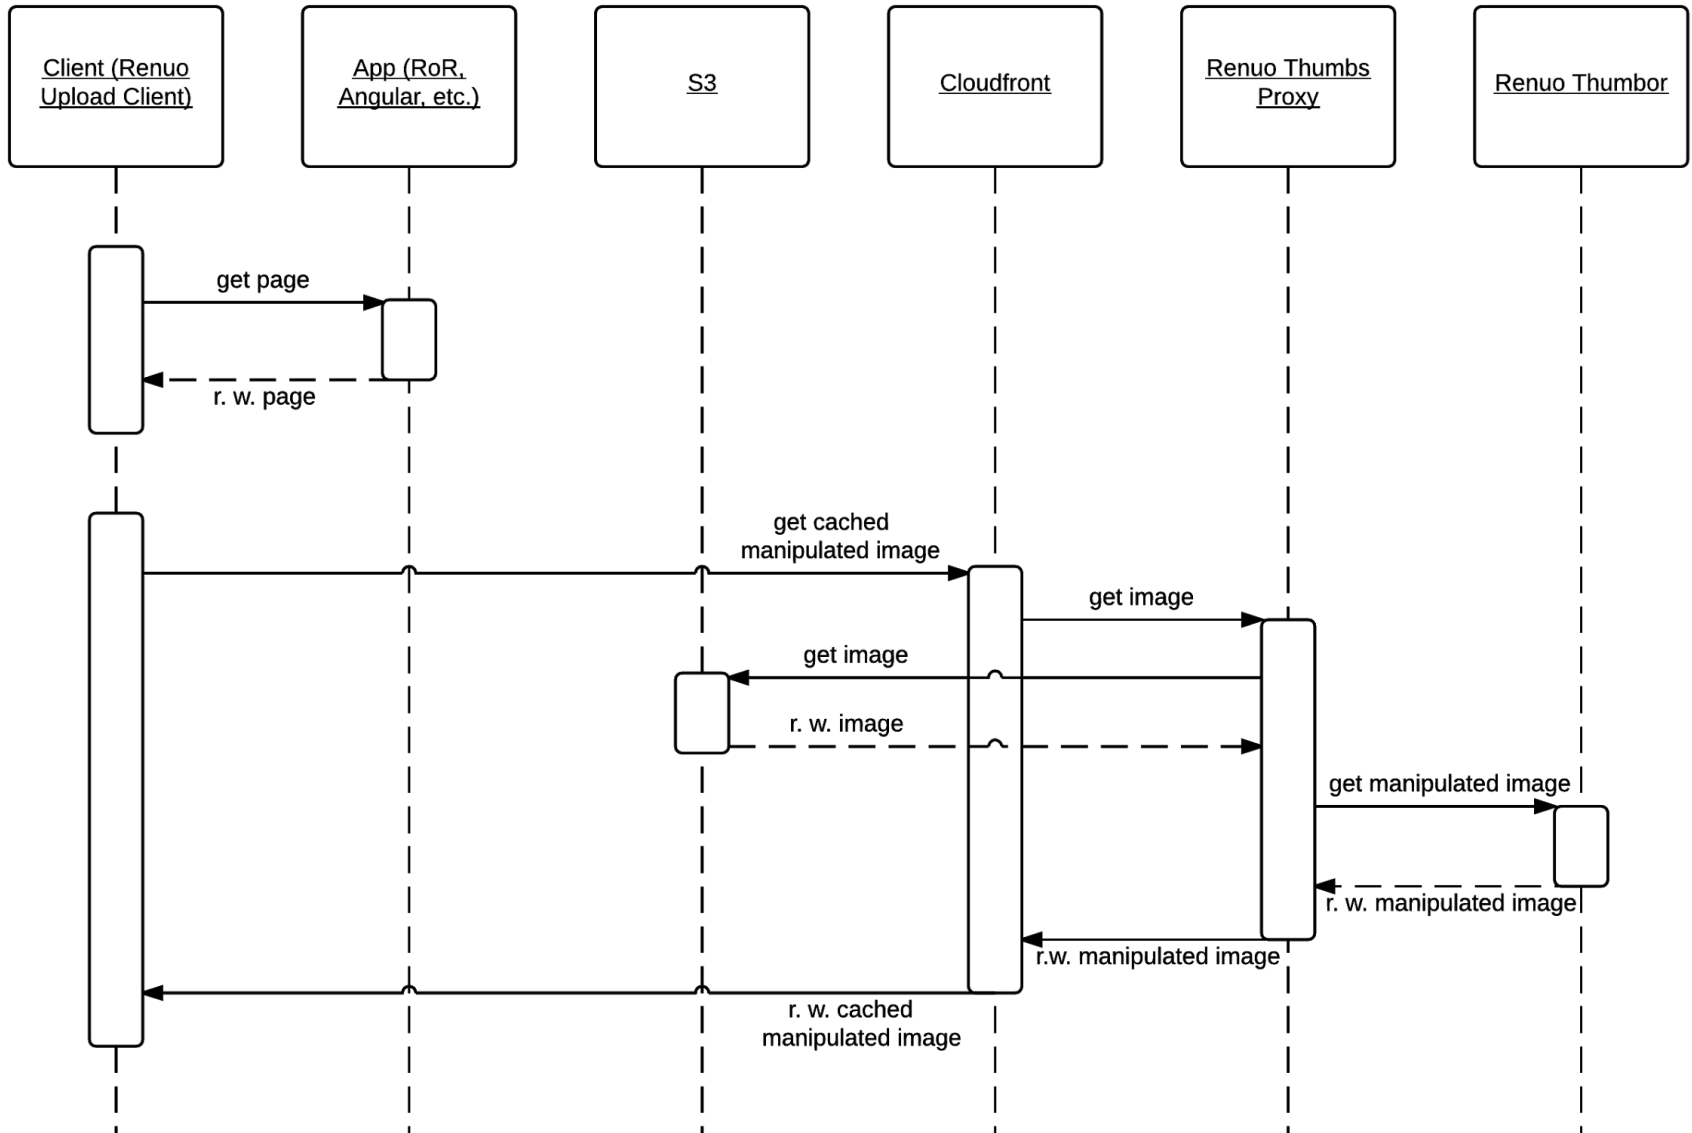 Client (Renuo
Upload Client)
App (RoR,
Angular, etc.)
S3
Cloudfront
Renuo Thumbs
Proxy
Renuo Thumbor
get page
r. w. page
get cached
manipulated image
get image
get image
r. w. image
get manipulated image
r. w. manipulated image
r.w. manipulated image
r. w. cached
manipulated image